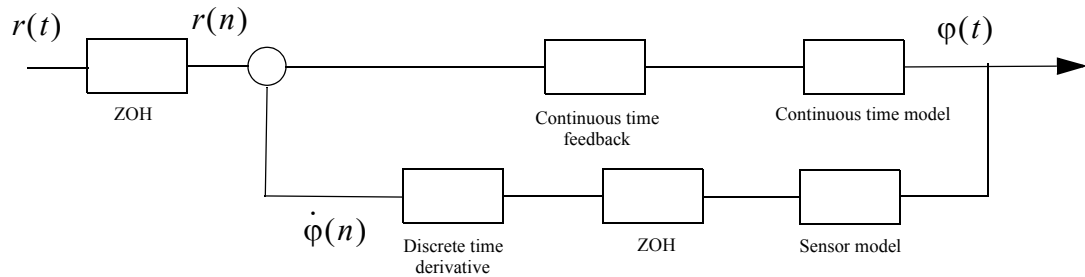 r(t)
r(n)
φ(t)
ZOH
Continuous time
feedback
Continuous time model
φ̇(n)
Discrete time
derivative
ZOH
Sensor model